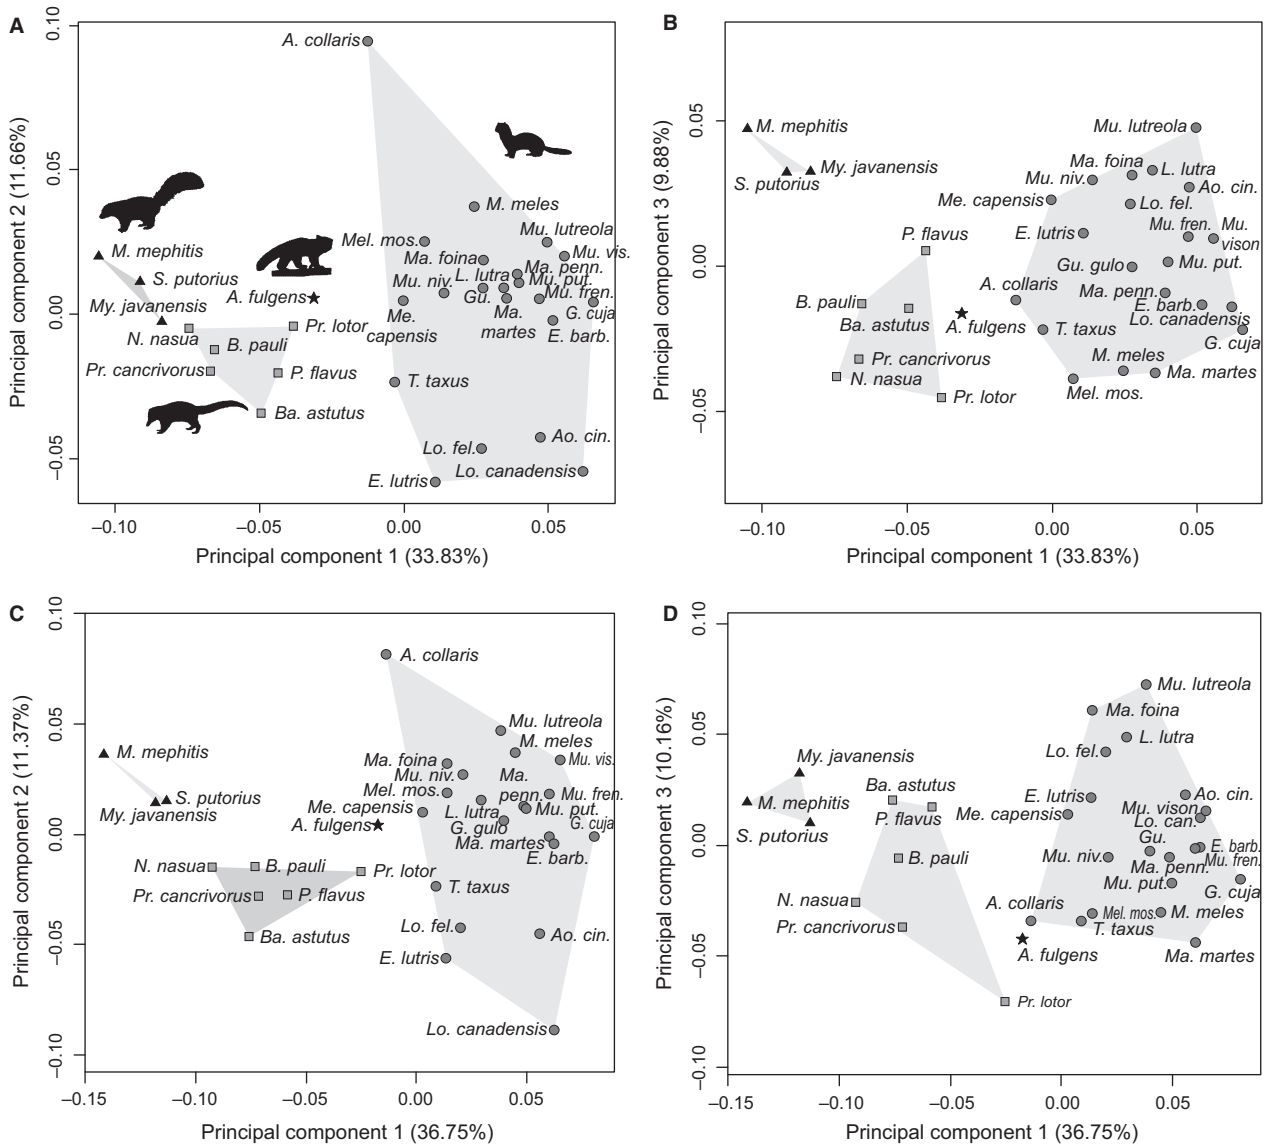 A
0.10
0.05
0.00
–0.05
Principal component 2 (11.66%)
A. collaris
M. meles
Mel. mos.
Mu. lutreola
Mu. vis.
Ma. foina
Ma. penn.
L. lutra
Mu. put.
Mu. niv.
Gu.
Mu. fren.
M. mephitis
S. putorius
A. fulgens
My. javanensis
Me.
capensis
Ma.
martes
G. cuja
E. barb.
N. nasua
Pr. lotor
B. pauli
Pr. cancrivorus
P. flavus
T. taxus
Ba. astutus
Ao. cin.
Lo. fel.
Lo. canadensis
E. lutris
–0.10
–0.05
0.00
0.05
Principal component 1 (33.83%)
B
0.05
0.00
–0.05
Principal component 3 (9.88%)
M. mephitis
Mu. lutreola
My. javanensis
S. putorius
Ma. foina
L. lutra
Mu. niv.
Ao. cin.
Me. capensis
Lo. fel.
P. flavus
E. lutris
Mu. fren.
Mu.
vison
Gu. gulo
Mu. put.
B. pauli
A. collaris
Ma. penn.
Ba. astutus
A. fulgens
E. barb.
Lo. canadensis
T. taxus
G. cuja
Pr. cancrivorus
M. meles
N. nasua
Ma. martes
Pr. lotor
Mel. mos.
–0.10
–0.05
0.00
0.05
Principal component 1 (33.83%)
C
0.10
0.05
0.00
–0.05
–0.10
Principal component 2 (11.37%)
A. collaris
Mu. lutreola
M. mephitis
M. meles
Ma. foina
Mu. vis.
Mu. niv.
Ma.
penn.
Mel. mos.
Mu. fren.
S. putorius
My. javanensis
Me. capensis
L. lutra
Mu. put.
A. fulgens
G. gulo
G. cuja
Ma. martes
E. barb.
N. nasua
B. pauli
Pr. lotor
Pr. cancrivorus
P. flavus
T. taxus
Ba. astutus
Lo. fel.
Ao. cin.
E. lutris
Lo. canadensis
–0.15
–0.10
–0.05
0.00
0.05
Principal component 1 (36.75%)
D
0.10
0.05
0.00
–0.05
–0.10
Principal component 3 (10.16%)
Mu. lutreola
Ma. foina
L. lutra
Lo. fel.
My. javanensis
Ba. astutus
E. lutris
Ao. cin.
M. mephitis
P. flavus
Me. capensis
Mu. vison
Lo. can.
S. putorius
Gu.
E. barb.
B. pauli
Mu. niv.
Ma. penn.
Mu. fren.
Mu. put.
G. cuja
N. nasua
A. collaris
Mel. mos.
M. meles
Pr. cancrivorus
T. taxus
A. fulgens
Ma. martes
Pr. lotor
–0.15
–0.10
–0.05
0.00
0.05
Principal component 1 (36.75%)